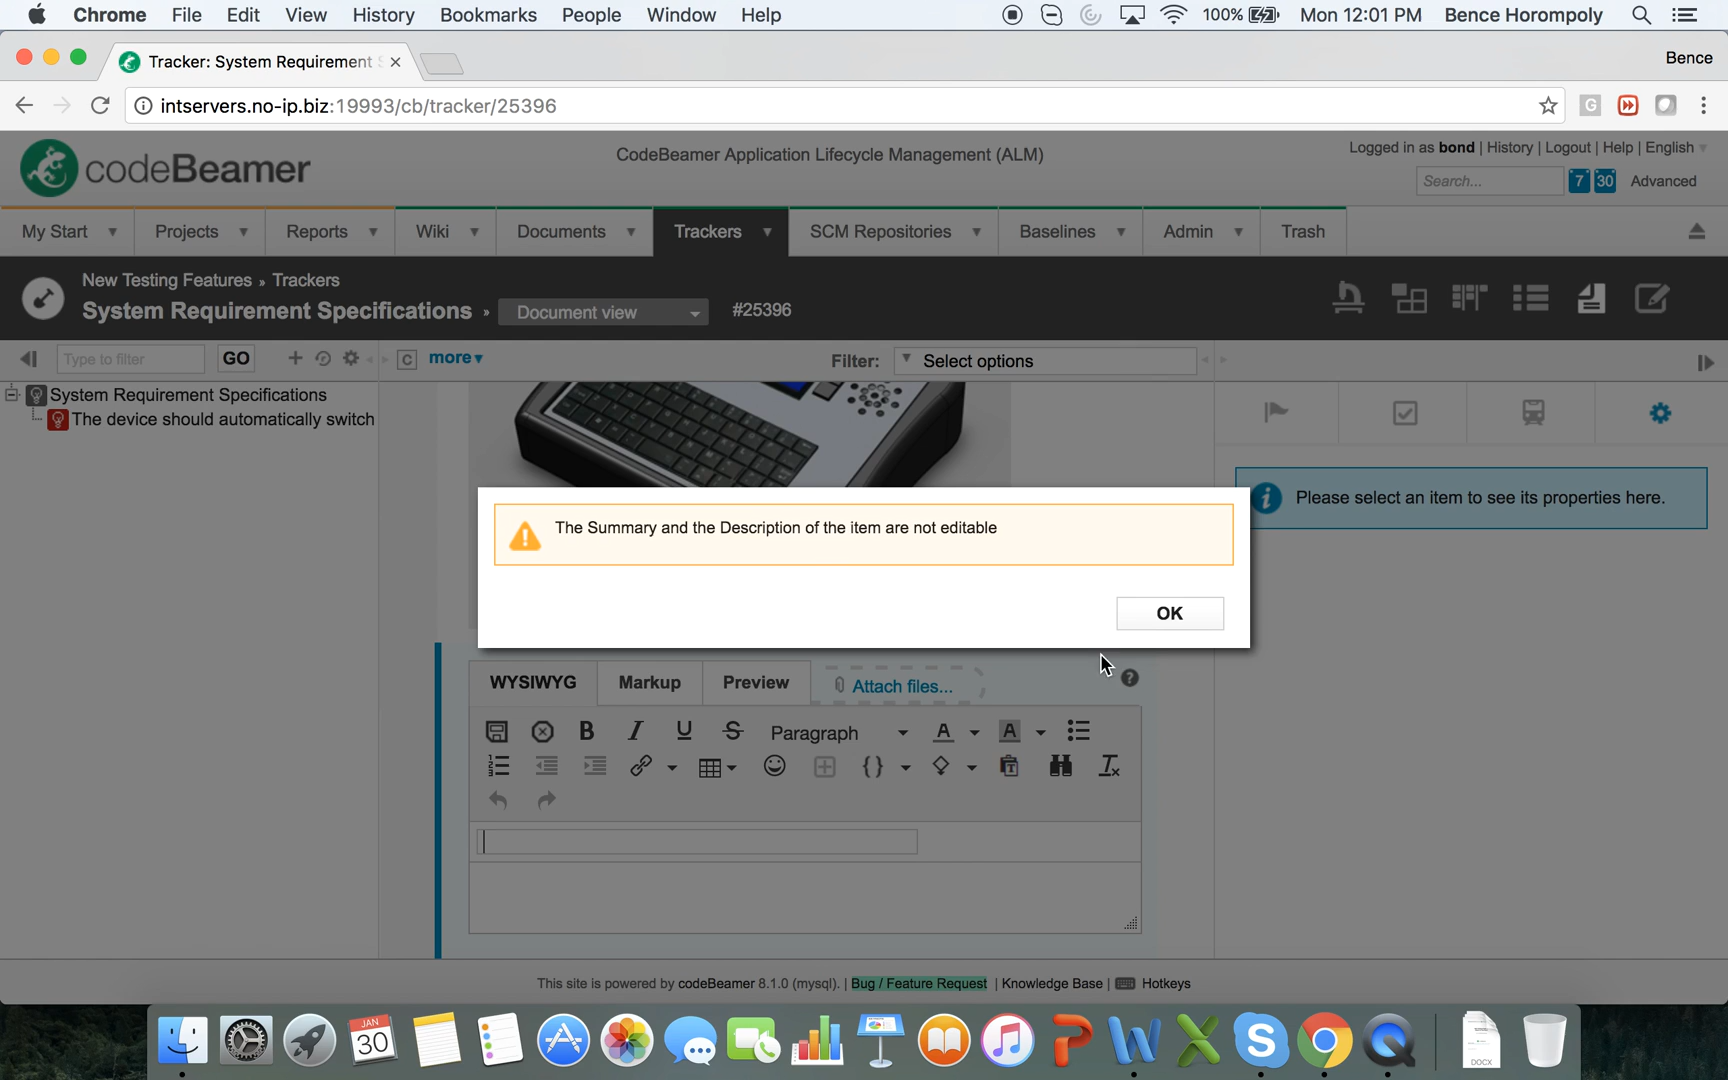 Chrome File Edit View History Bookmarks People Window Help 100% Mon 12:01 PM Bence Horompoly
Tracker: System Requirement S Bence
intservers.no-ip.biz:19993/cb/tracker/25396 G
codeBeamer CodeBeamer Application Lifecycle Management (ALM) Logged in as bond | History | Logout | Help | English
Search... 7 30 Advanced
My Start Projects Reports Wiki Documents Trackers SCM Repositories Baselines Admin Trash
New Testing Features » Trackers
System Requirement Specifications » Document view #25396
Type to filter GO C more Filter: Select options
System Requirement Specifications
The device should automatically switch
Please select an item to see its properties here.
The Summary and the Description of the item are not editable
OK
WYSIWYG Markup Preview Attach files...
B I U S Paragraph A A
This site is powered by codeBeamer 8.1.0 (mysql). | Bug / Feature Request | Knowledge Base | Hotkeys
JAN
30
DOCX